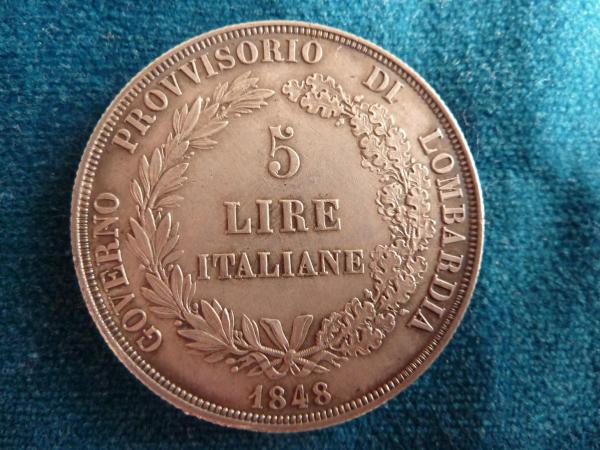 GOVERNO PROVVISORIO DI LOMBARDIA
5
LIRE
ITALIANE
1848